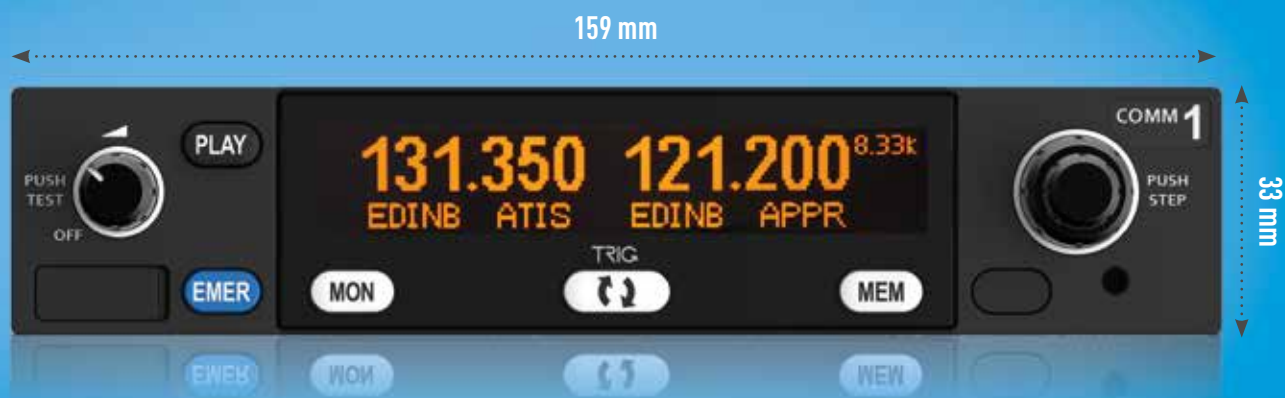 159 mm
COMM 1
PLAY
PUSH TEST
OFF
131.350 121.200 8.33k
EDINB ATIS EDINB APPR
PUSH STEP
33 mm
TRIG
EMER
MON
MEM